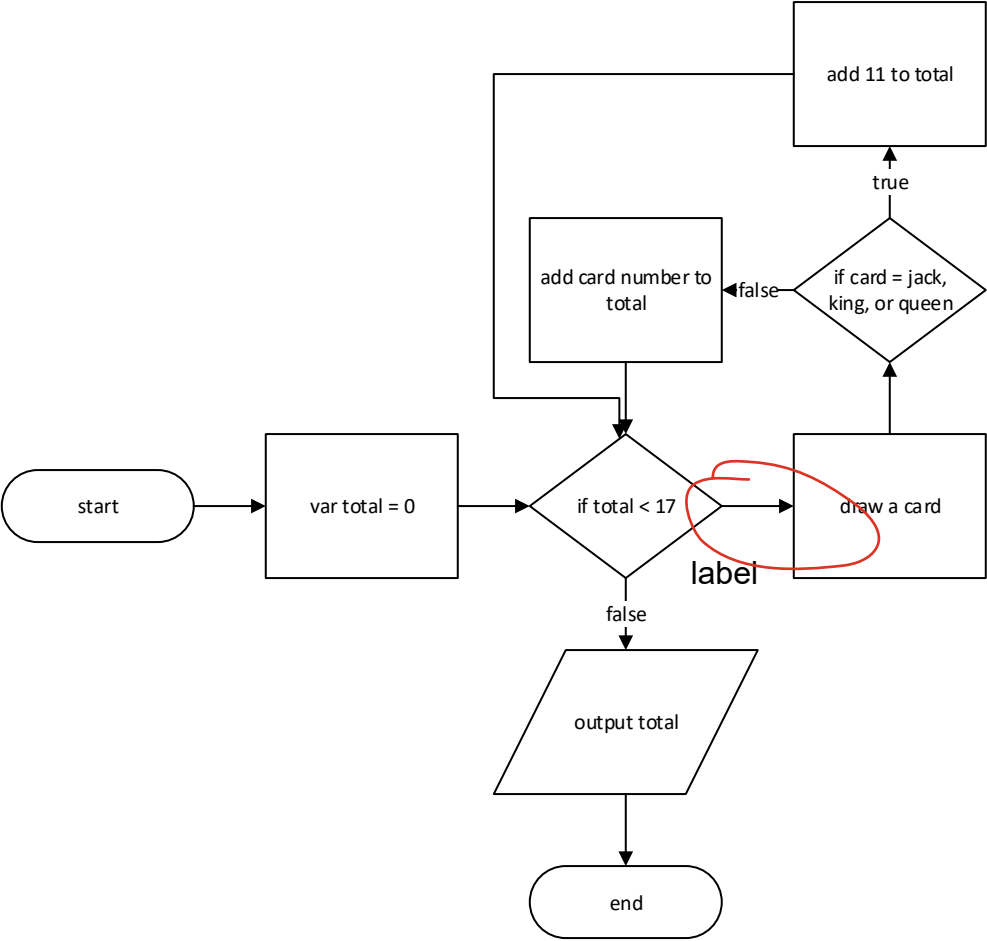 add 11 to total
true
if card = jack,
king, or queen
add card number to
total
false
start
var total = 0
if total < 17
draw a card
label
false
output total
end